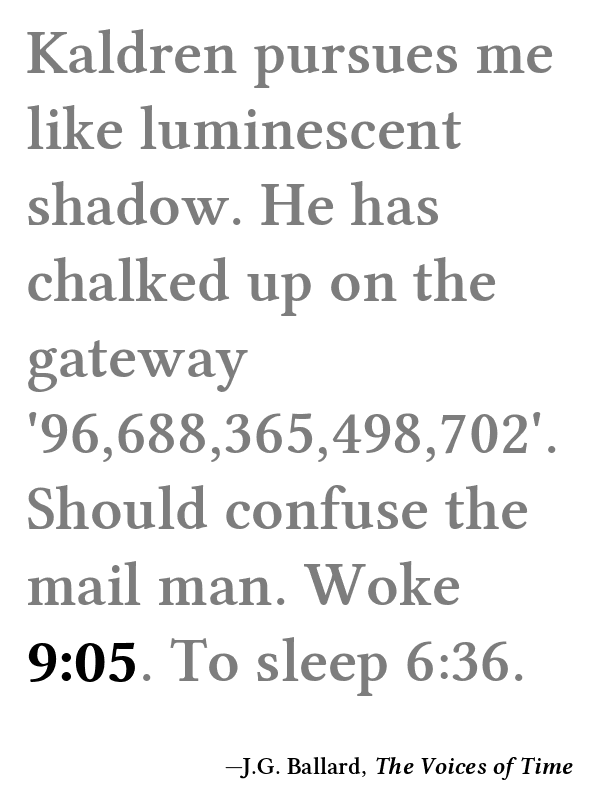 Kaldren pursues me
like luminescent
shadow. He has
chalked up on the
gateway
'96,688,365,498,702'.
Should confuse the
mail man. Woke
9:05. To sleep 6:36.
—J.G. Ballard, The Voices of Time